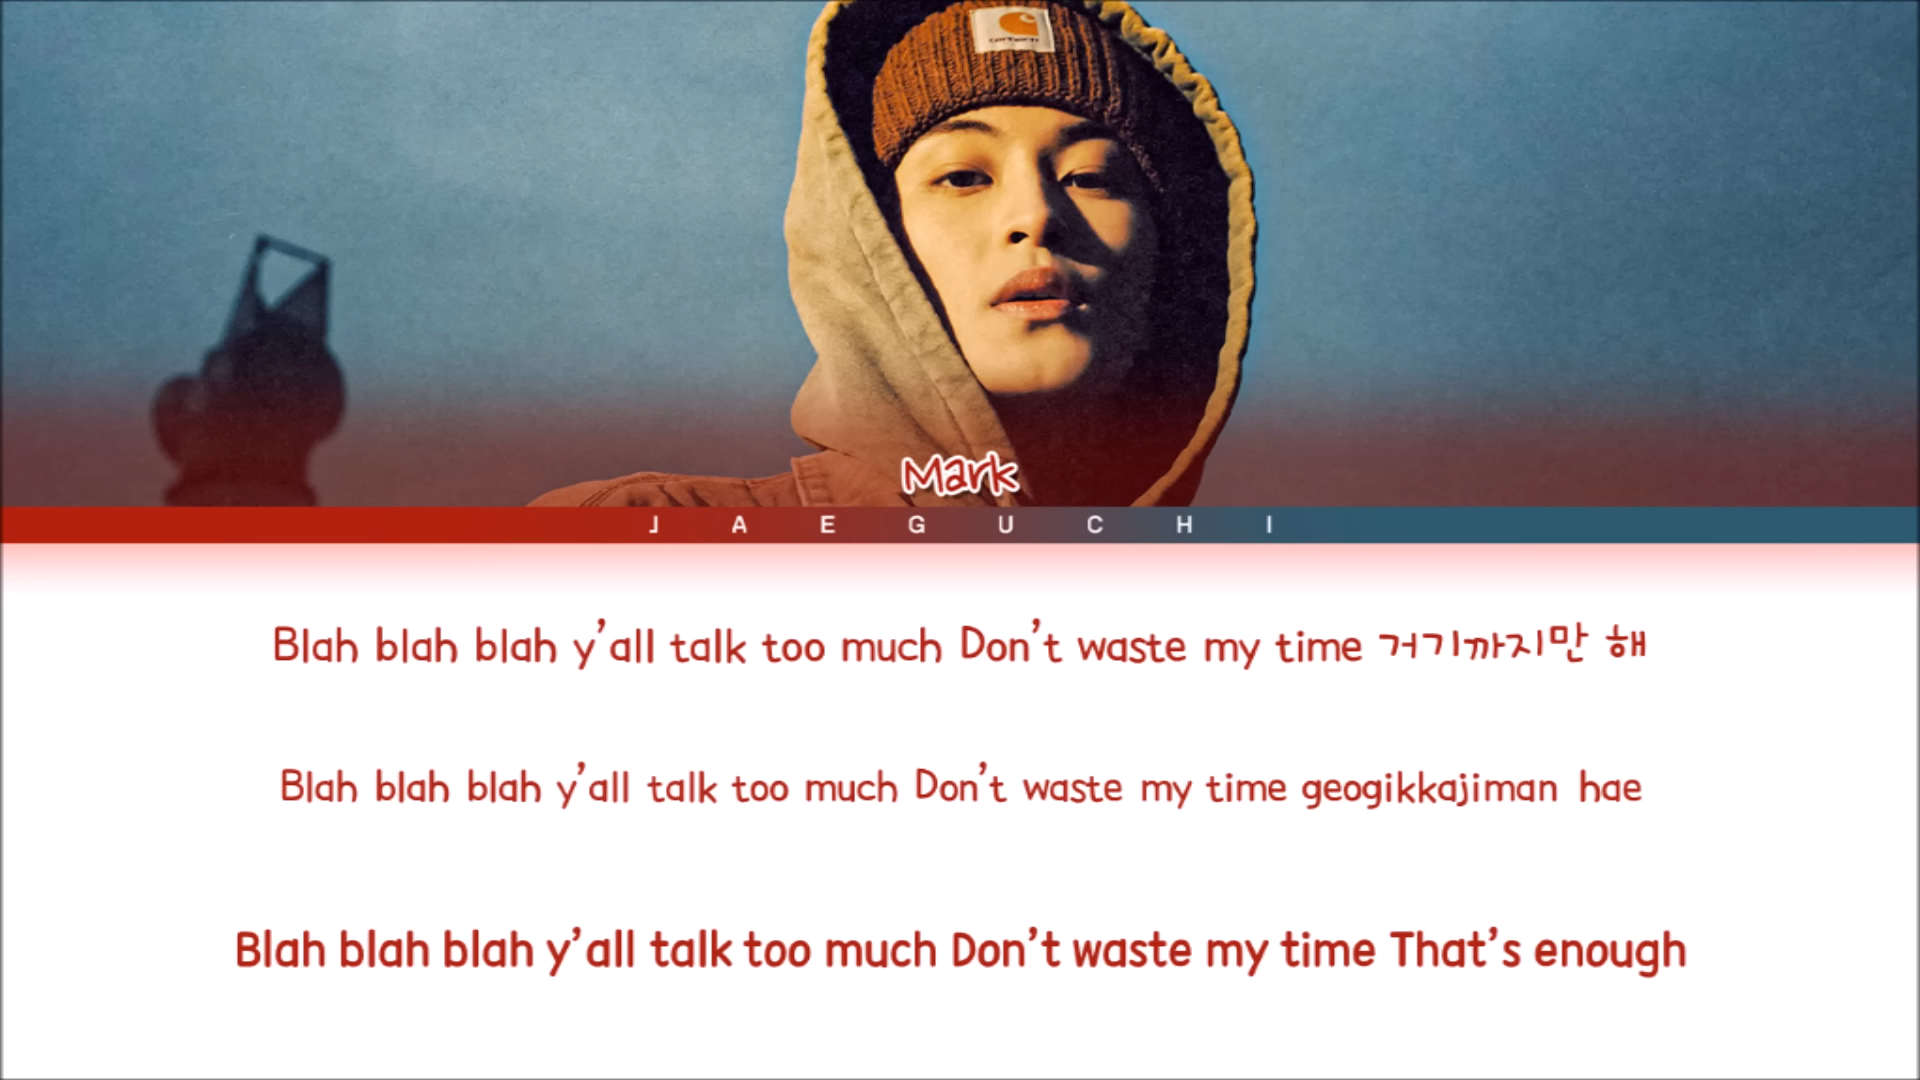 carhartt
Mark
JAEGUCHI
Blah blah blah y'all talk too much Don't waste my time 거기까지만 해
Blah blah blah y'all talk too much Don't waste my time geogikkajiman hae
Blah blah blah y'all talk too much Don't waste my time That's enough